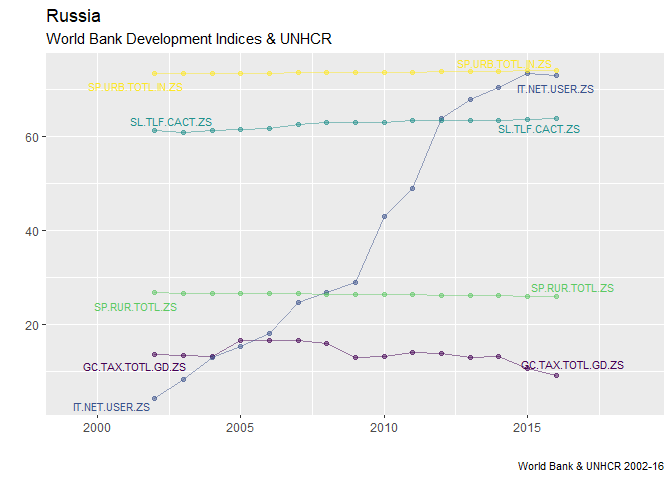 Russia
World Bank Development Indices & UNHCR
SP.URB.TOTL.IN.ZS
SP.URB.TOTL.IN.ZS
IT.NET.USER.ZS
SL.TLF.CACT.ZS
SL.TLF.CACT.ZS
60
40
SP.RUR.TOTL.ZS
SP.RUR.TOTL.ZS
20
GC.TAX.TOTL.GD.ZS
GC.TAX.TOTL.GD.ZS
IT.NET.USER.ZS
2000 2005 2010 2015
World Bank & UNHCR 2002-16